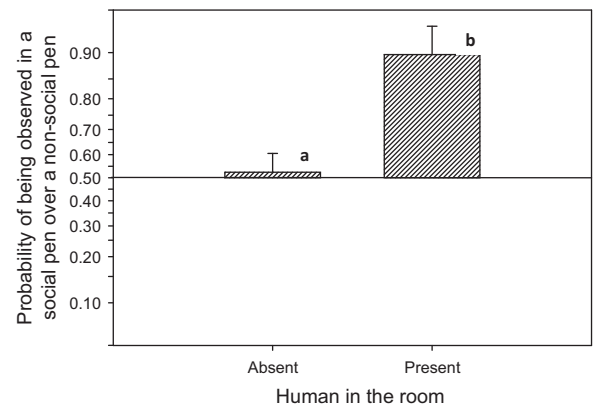 Probability of being observed in a
social pen over a non-social pen
0.90
0.80
0.70
0.60
0.50
0.40
0.30
0.20
0.10
a
b
Absent
Present
Human in the room